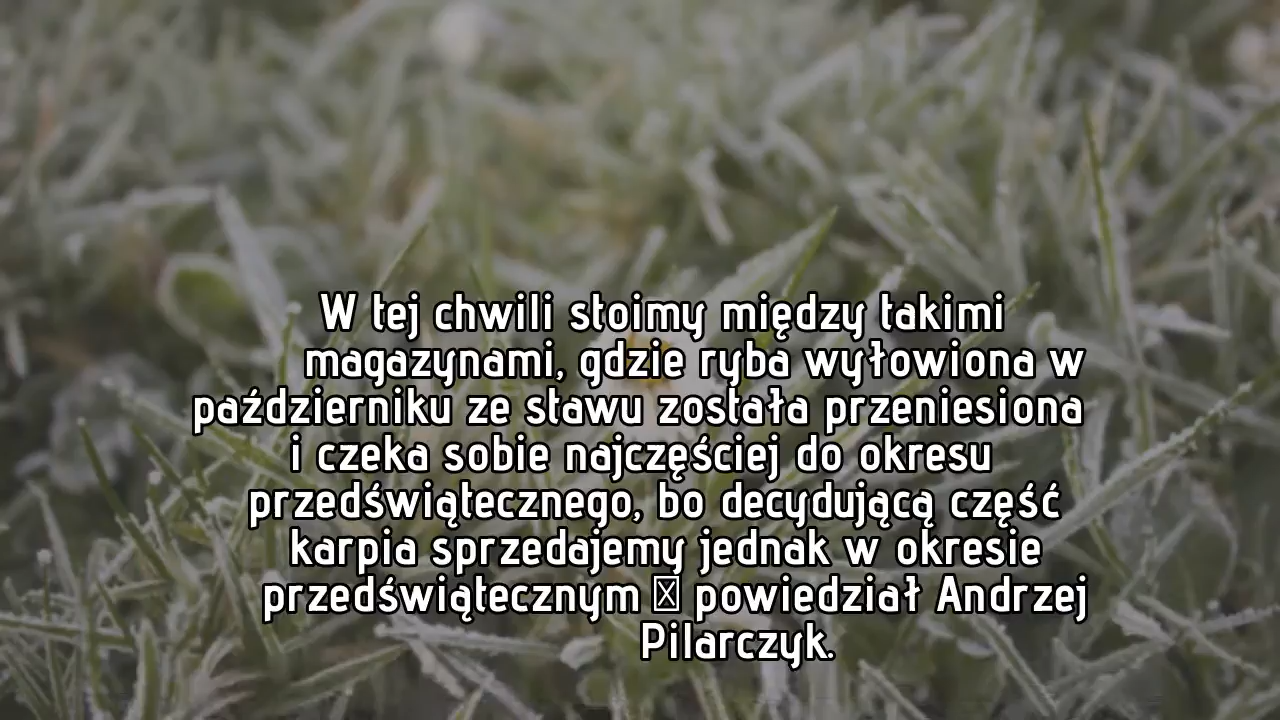 W tej chwili stoimy między takimi
magazynami, gdzie ryba wyłowiona w
październiku ze stawu została przeniesiona
i czeka sobie najczęściej do okresu
przedświątecznego, bo decydującą część
karpia sprzedajemy jednak w okresie
przedświątecznym powiedział Andrzej
Pilarczyk.